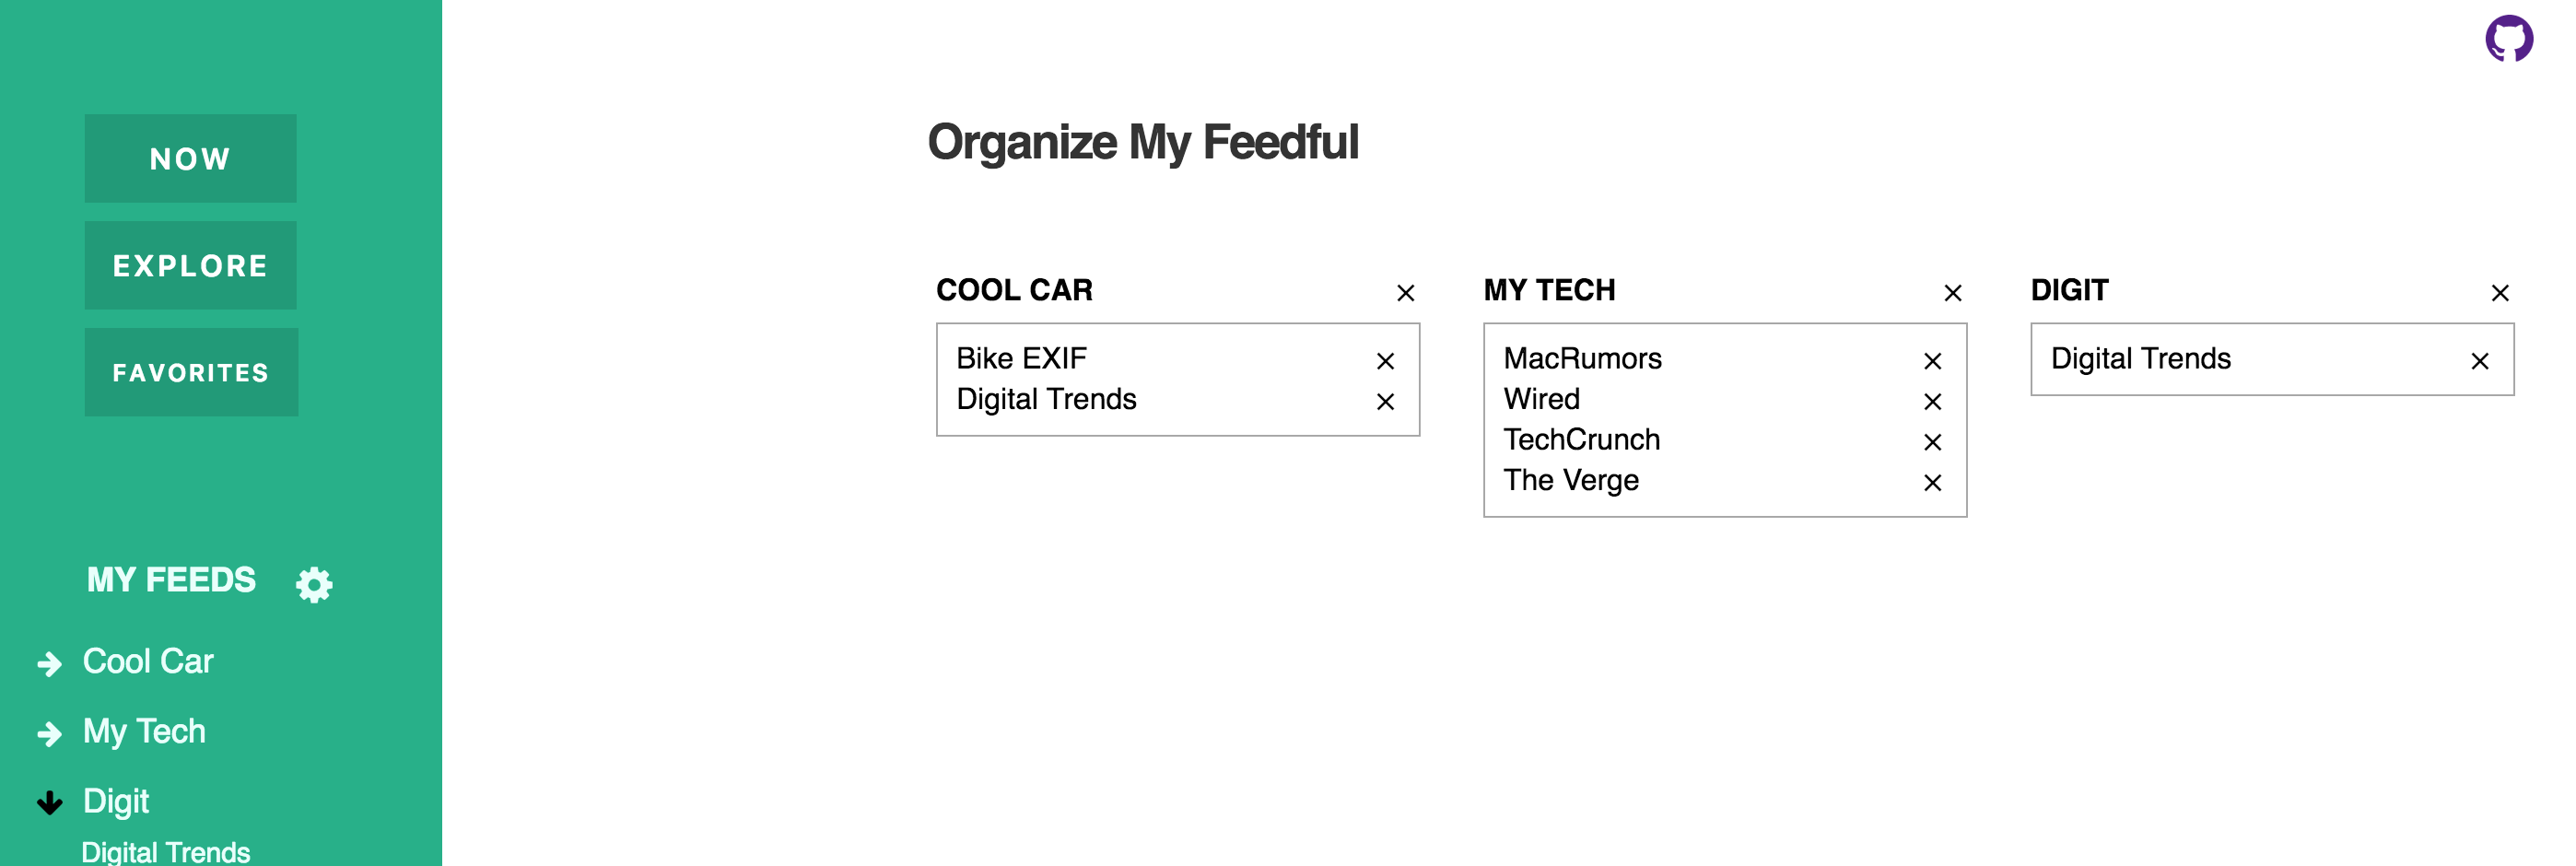 NOW
EXPLORE
FAVORITES
MY FEEDS
Cool Car
My Tech
Digit
Digital Trends
Organize My Feedful
COOL CAR
Bike EXIF
Digital Trends
MY TECH
MacRumors
Wired
TechCrunch
The Verge
DIGIT
Digital Trends